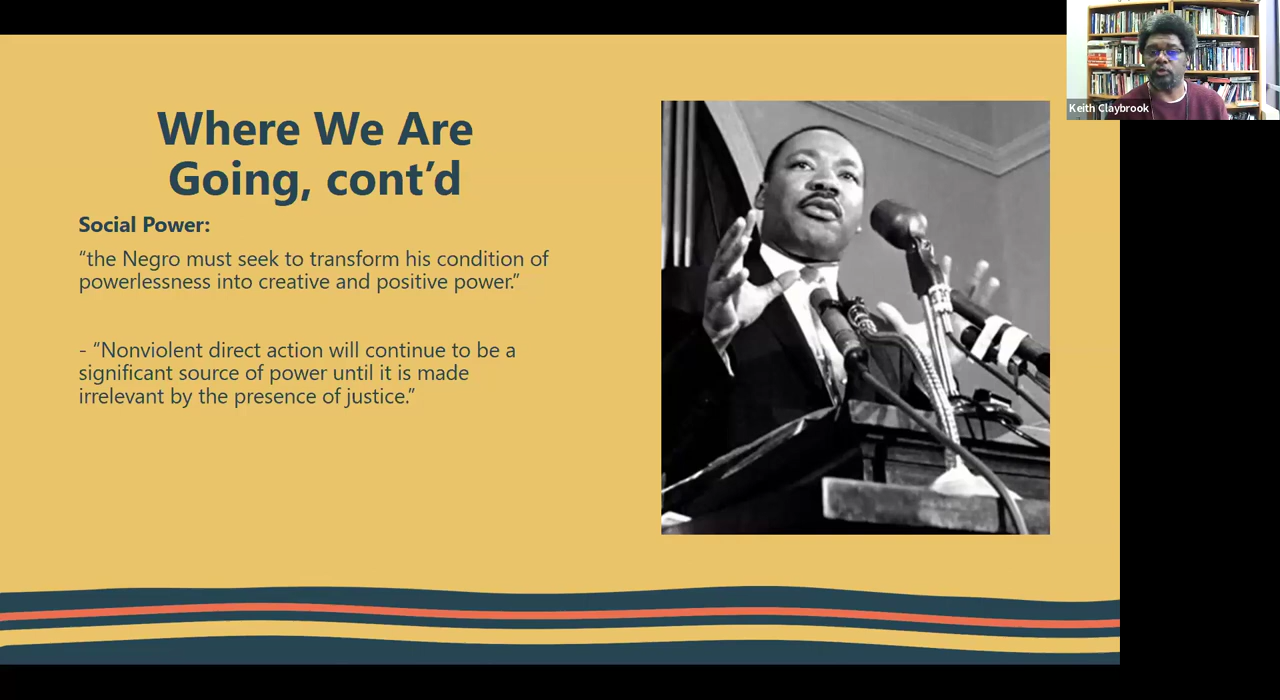 Where We Are
Going, cont’d
Social Power:
“the Negro must seek to transform his condition of
powerlessness into creative and positive power.”
- “Nonviolent direct action will continue to be a
significant source of power until it is made
irrelevant by the presence of justice.”
Keith Claybrook